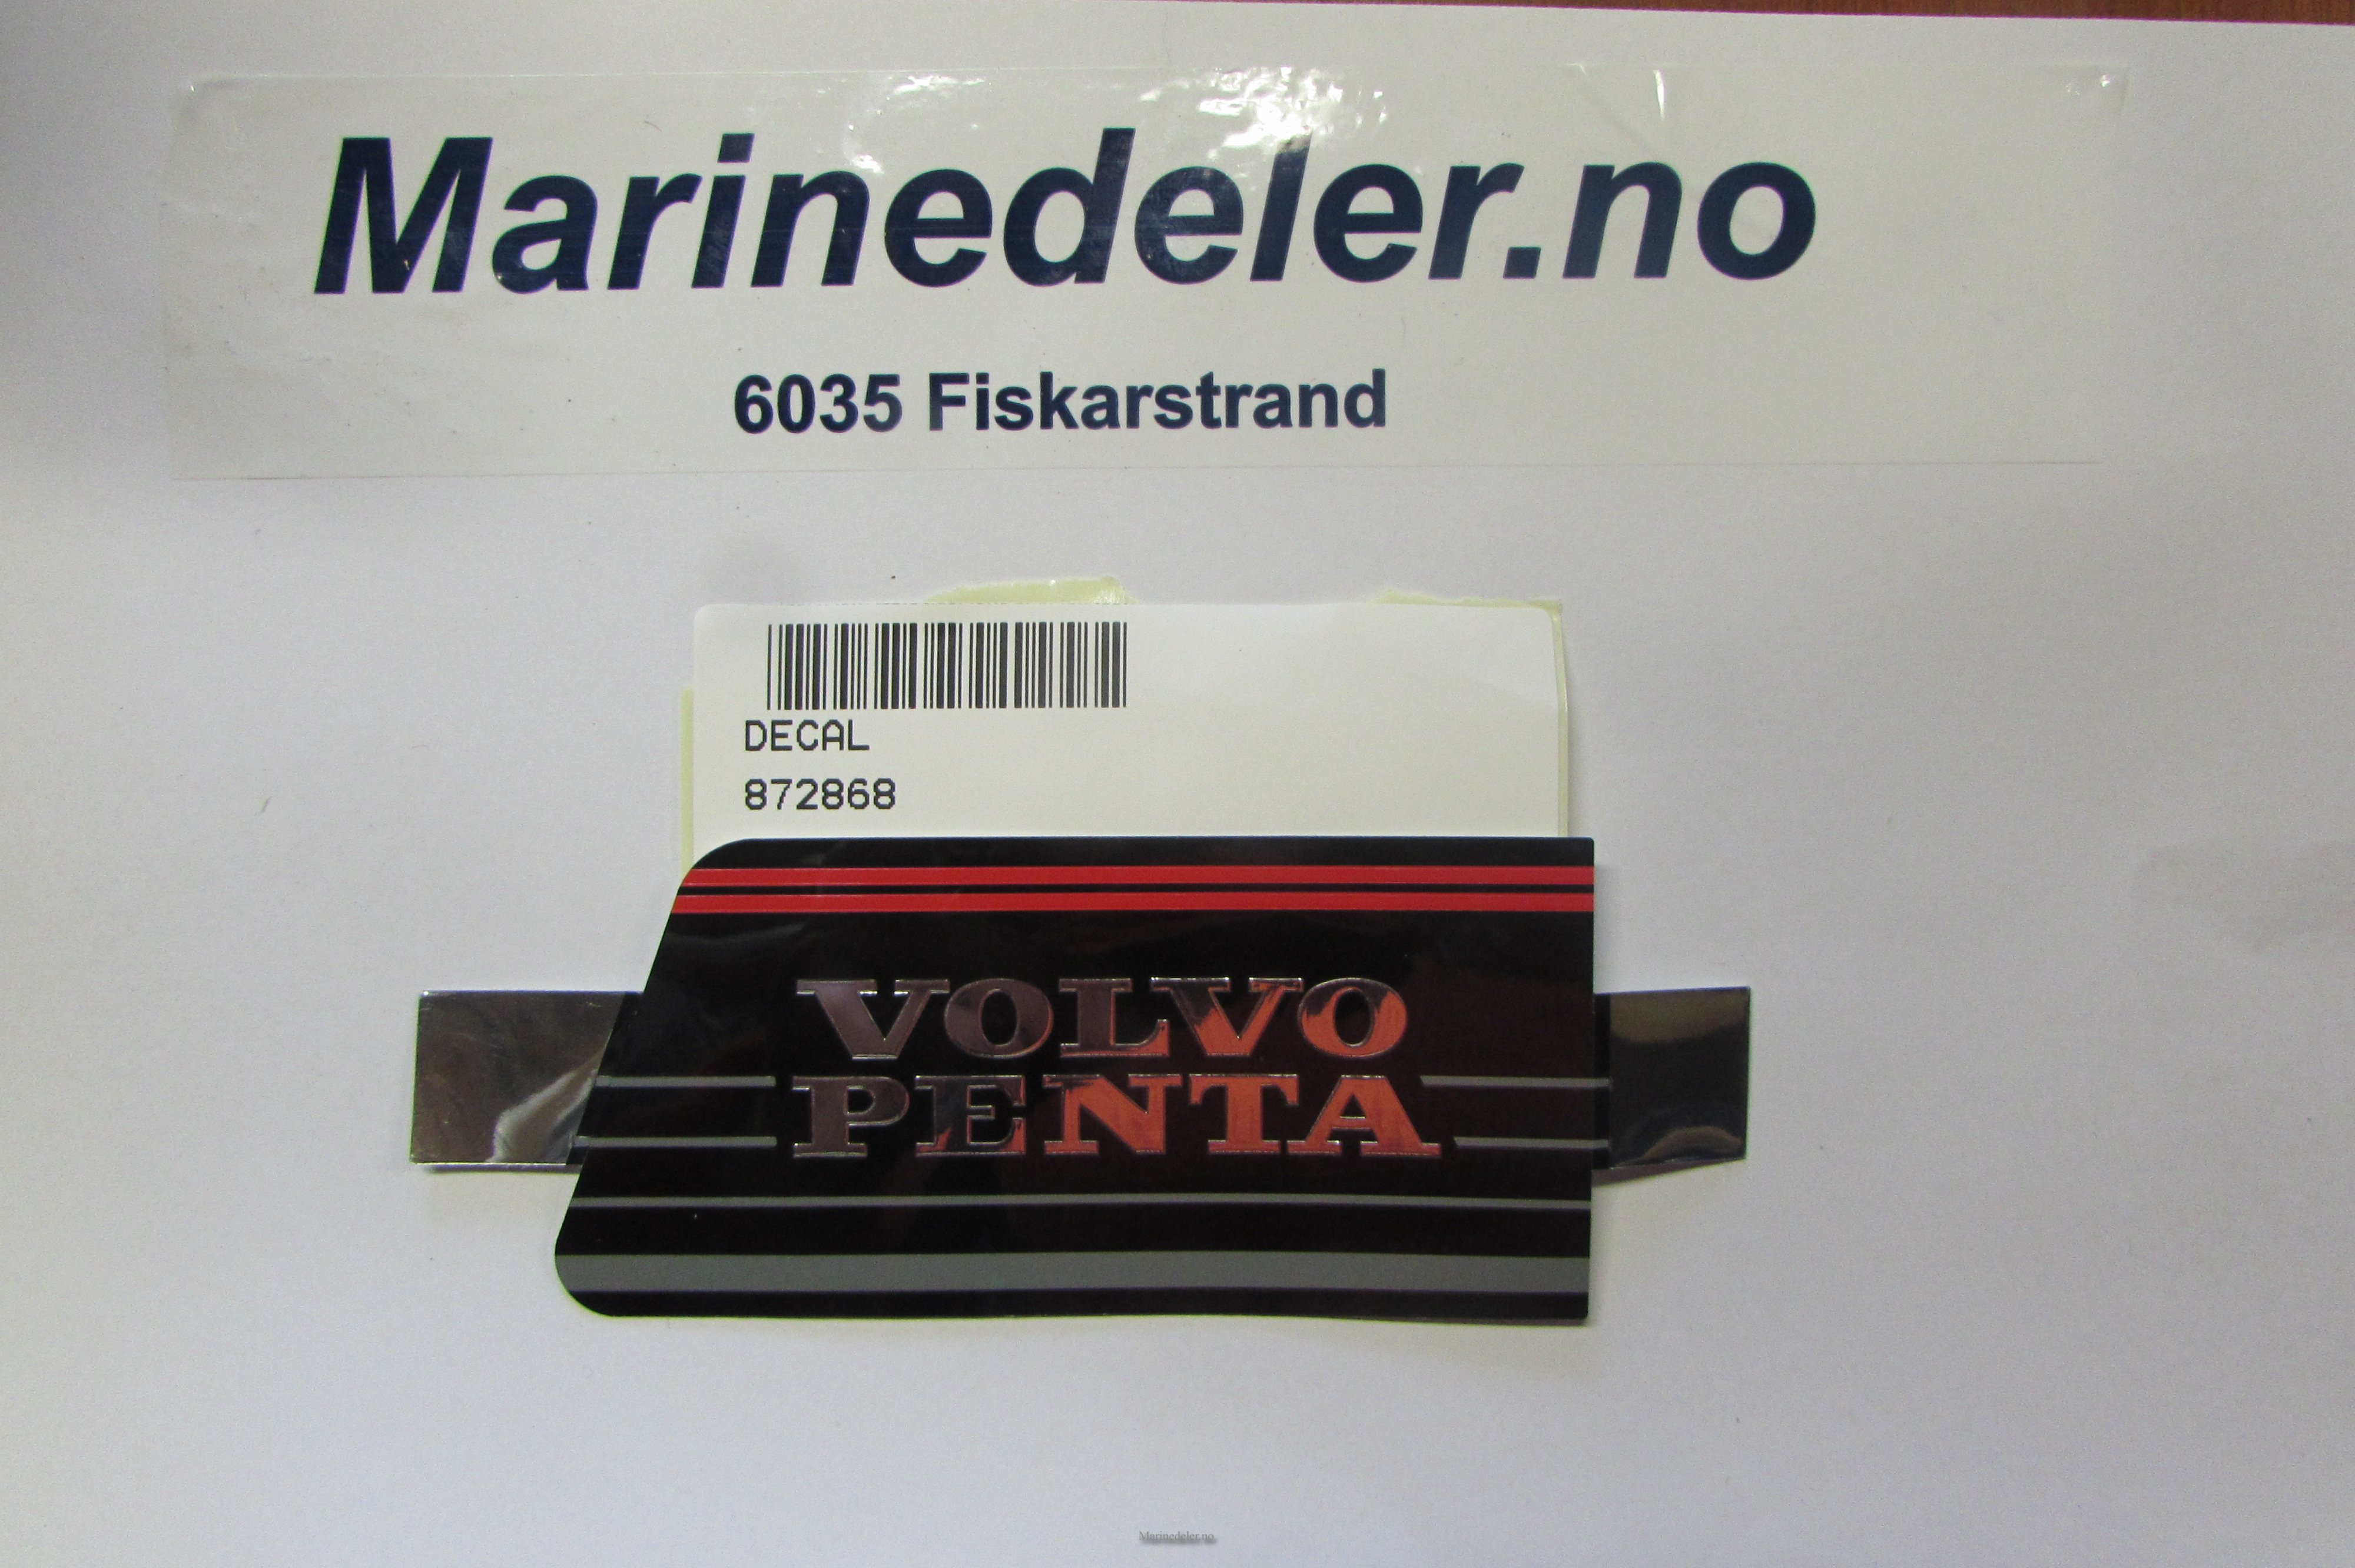 Marinedeler.no
6035 Fiskarstrand
DECAL
872868
VOLVO
PENTA
Marinedeler.no